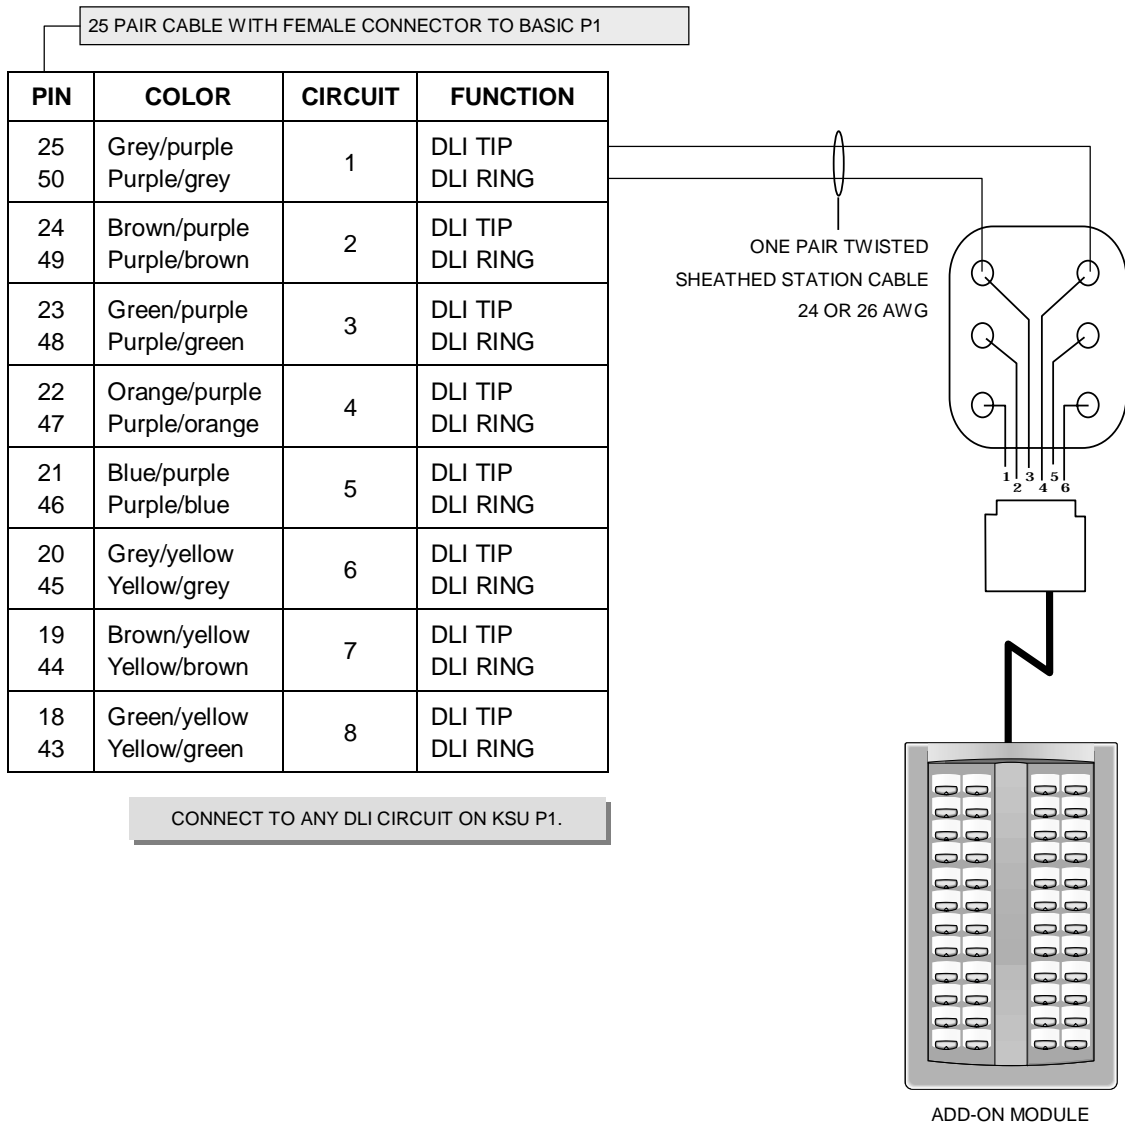 25 PAIR CABLE WITH FEMALE CONNECTOR TO BASIC P1
PIN COLOR CIRCUIT FUNCTION
25 Grey/purple 1 DLI TIP
50 Purple/grey DLI RING
24 Brown/purple 2 DLI TIP
49 Purple/brown DLI RING
23 Green/purple 3 DLI TIP
48 Purple/green DLI RING
22 Orange/purple 4 DLI TIP
47 Purple/orange DLI RING
21 Blue/purple 5 DLI TIP
46 Purple/blue DLI RING
20 Grey/yellow 6 DLI TIP
45 Yellow/grey DLI RING
19 Brown/yellow 7 DLI TIP
44 Yellow/brown DLI RING
18 Green/yellow 8 DLI TIP
43 Yellow/green DLI RING
CONNECT TO ANY DLI CIRCUIT ON KSU P1.
ONE PAIR TWISTED
SHEATHED STATION CABLE
24 OR 26 AWG
1 2 3 4 5 6
ADD-ON MODULE